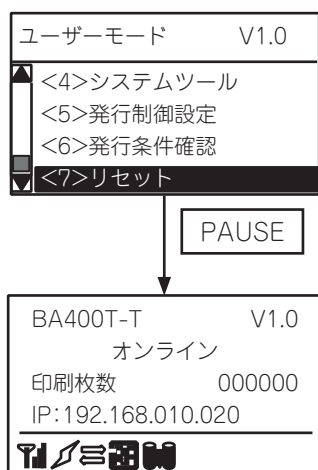 ユーザーモード V1.0
<4>システムツール
<5>発行制御設定
<6>発行条件確認
<7>リセット
PAUSE
BA400T-T V1.0
オンライン
印刷枚数 000000
IP:192.168.010.020